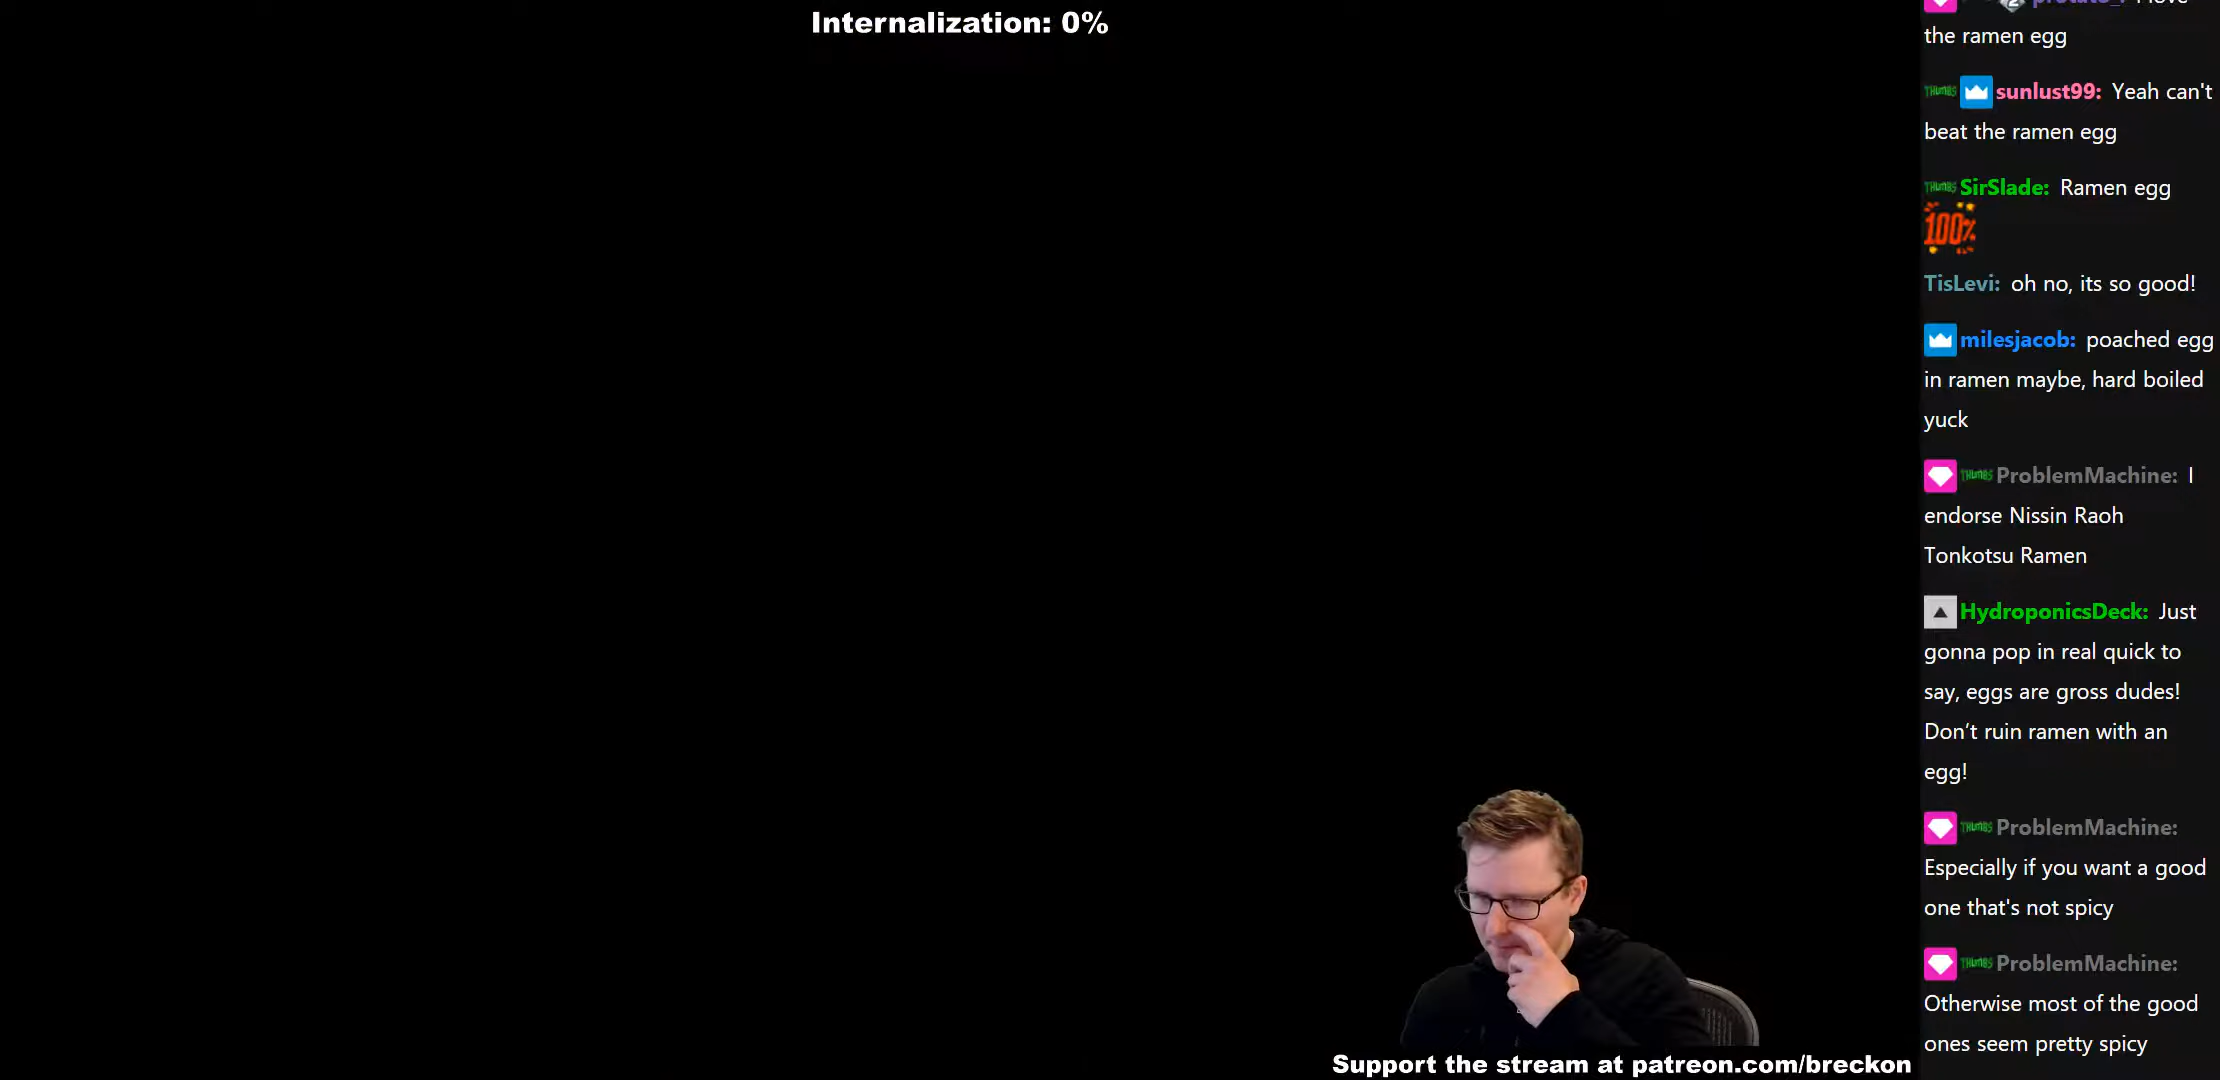 Internalization: 0%
the ramen egg
sunlust99: Yeah can't
beat the ramen egg
SirSlade: Ramen egg
100%
TisLevi: oh no, its so good!
milesjacob: poached egg
in ramen maybe, hard boiled
yuck
ProblemMachine: I
endorse Nissin Raoh
Tonkotsu Ramen
HydroponicsDeck: Just
gonna pop in real quick to
say, eggs are gross dudes!
Don’t ruin ramen with an
egg!
ProblemMachine:
Especially if you want a good
one that's not spicy
ProblemMachine:
Otherwise most of the good
ones seem pretty spicy
Support the stream at patreon.com/breckon